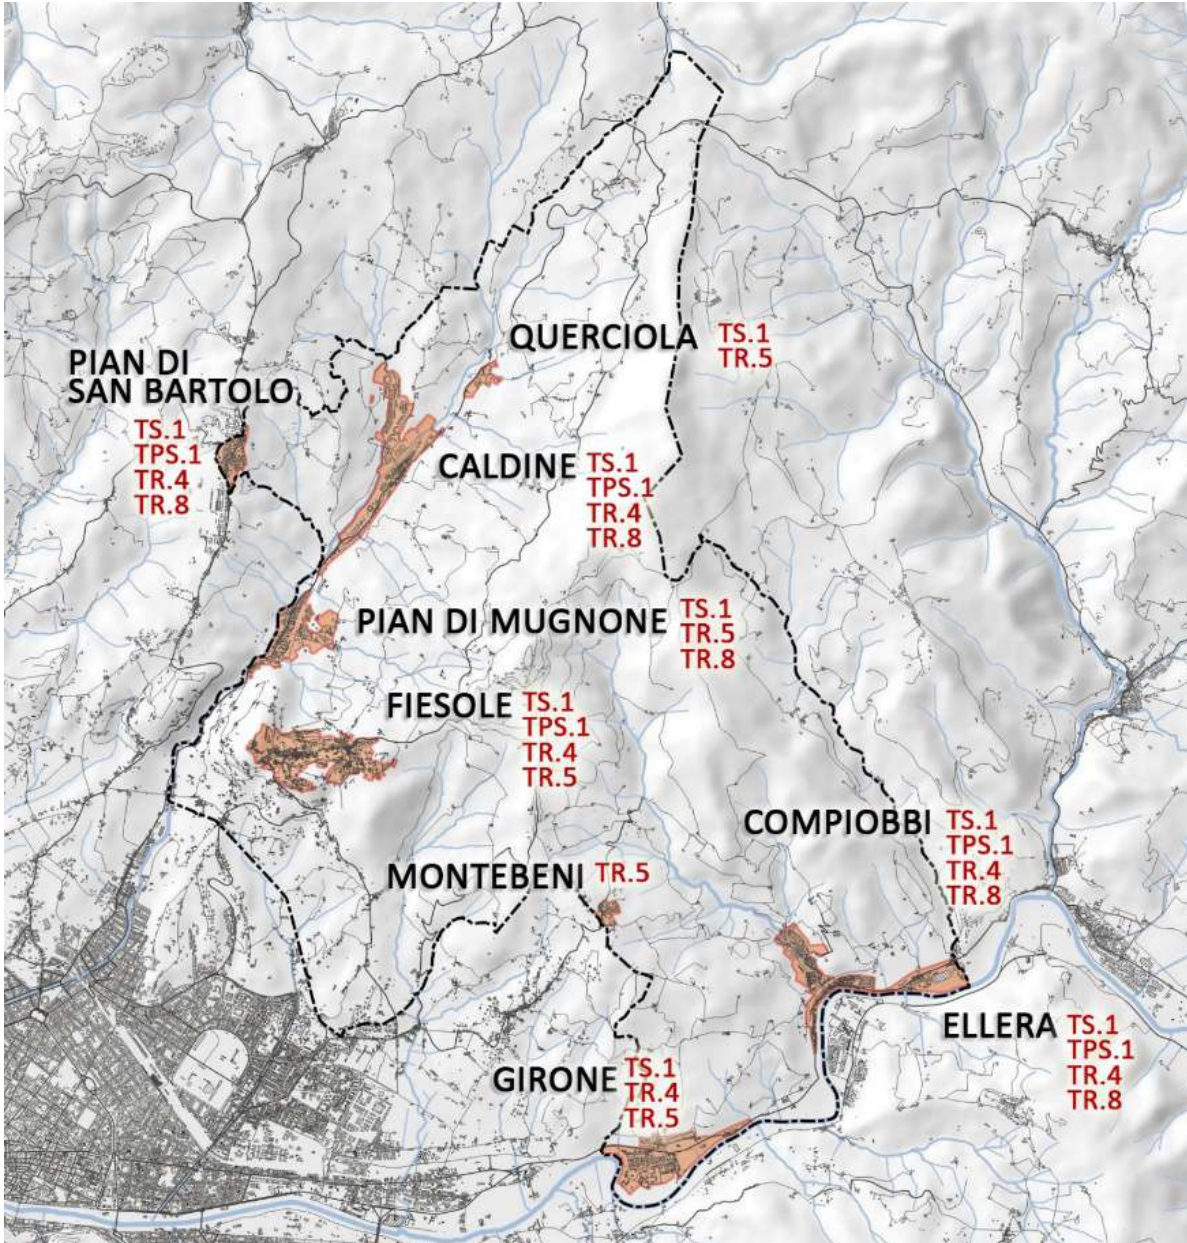 QUERCIOLA
TS.1
TR.5
PIAN DI
SAN BARTOLO
TS.1
TPS.1
TR.4
TR.8
CALDINE
TS.1
TPS.1
TR.4
TR.8
PIAN DI MUGNONE
TS.1
TR.5
TR.8
FIESOLE
TS.1
TPS.1
TR.4
TR.5
COMPIOBBI
TS.1
TPS.1
TR.4
TR.8
MONTEBENI
TR.5
ELLERA
TS.1
TPS.1
TR.4
TR.8
GIRONE
TS.1
TR.4
TR.5